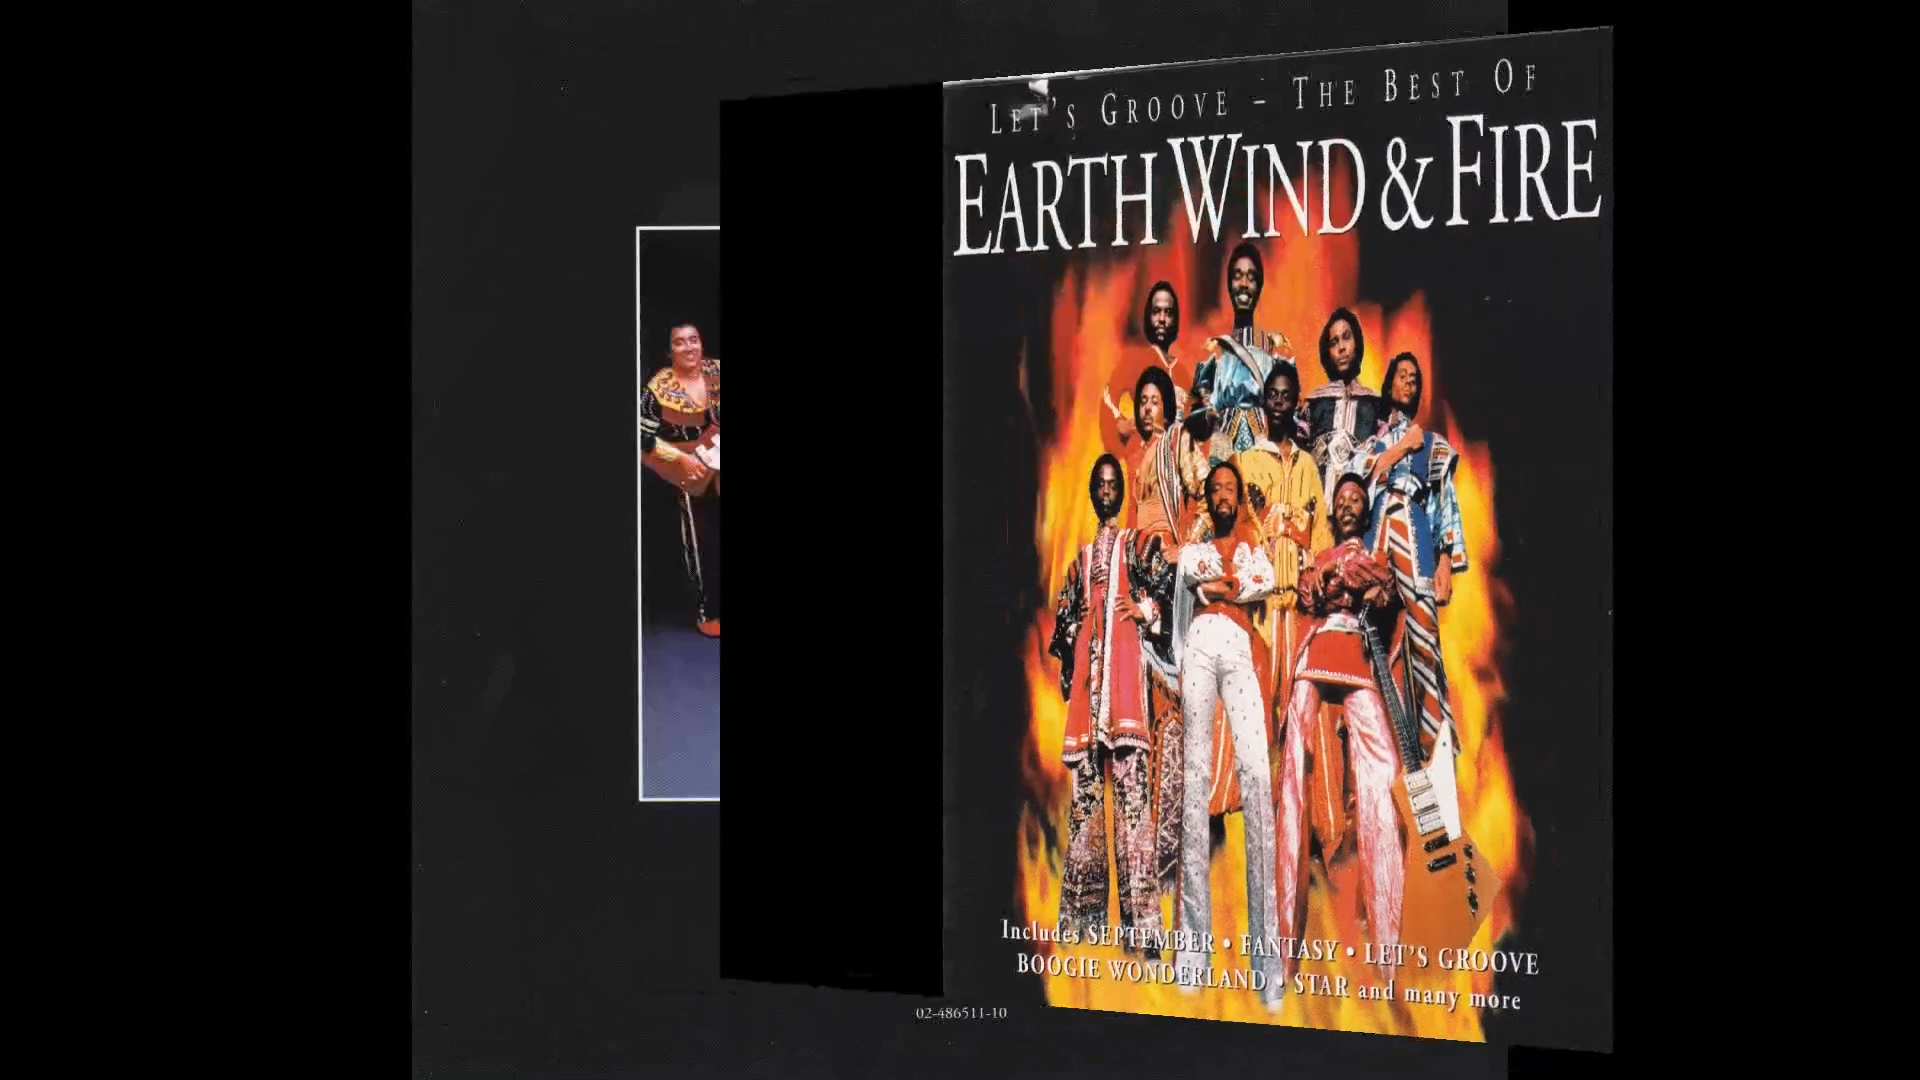 LET'S GROOVE – THE BEST OF
EARTH WIND & FIRE
Includes SEPTEMBER • FANTASY • LET'S GROOVE
BOOGIE WONDERLAND • STAR and many more
02-486511-10